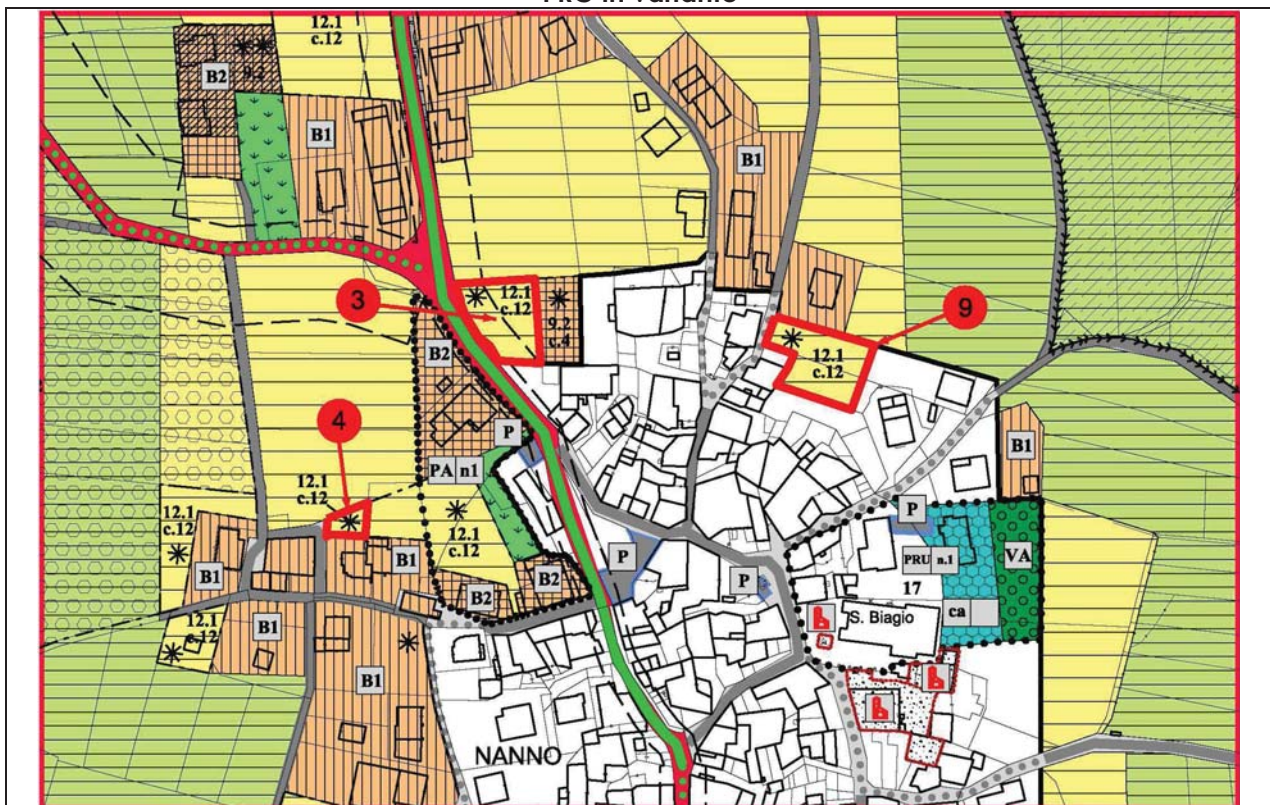 PRG in variante
12.1
c.12
B2
9.2
B1
B1
3
12.1
c.12
9.2
c.4
9
12.1
c.12
B2
4
P
PA n1
12.1
c.12
12.1
c.12
12.1
c.12
B1
B1
B1
B2
B2
P
P
P
PRU n.1
VA
17
ca
S. Biagio
B1
12.1
c.12
B1
B1
NANNO